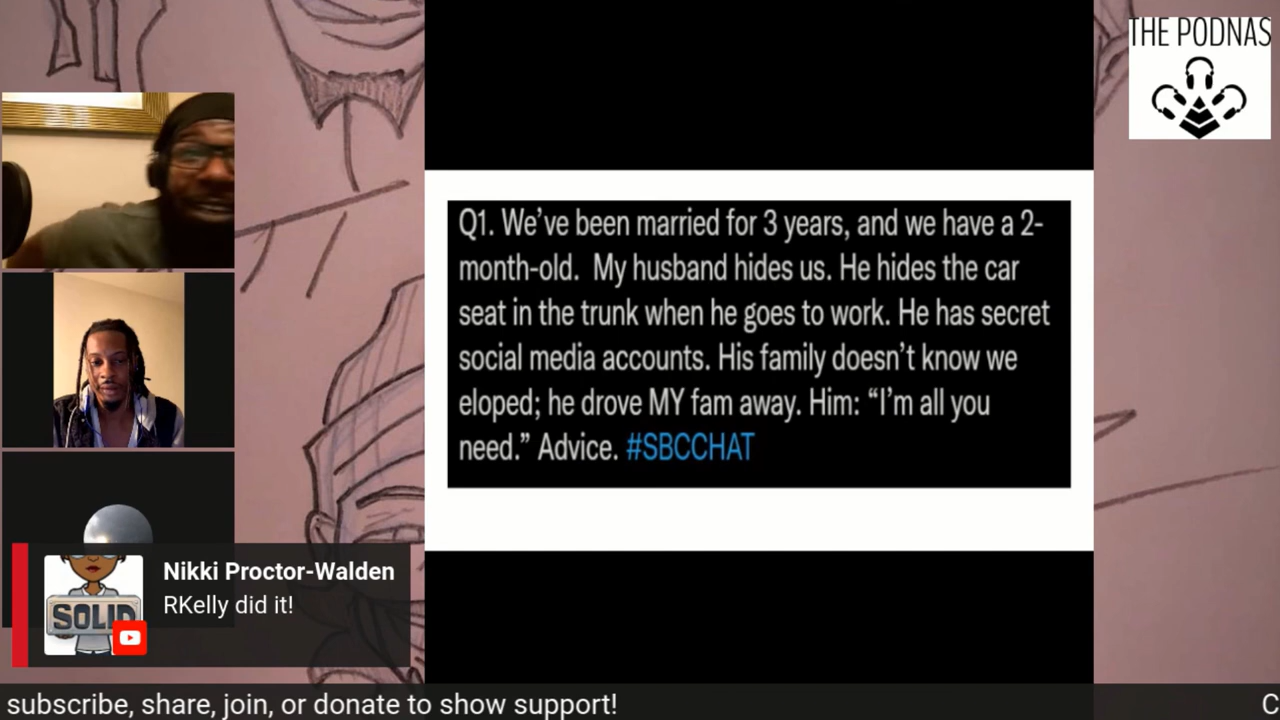 THE PODNAS
Q1. We’ve been married for 3 years, and we have a 2-
month-old.  My husband hides us. He hides the car
seat in the trunk when he goes to work. He has secret
social media accounts. His family doesn’t know we
eloped; he drove MY fam away. Him: “I’m all you
need.” Advice. #SBCCHAT
Nikki Proctor-Walden
RKelly did it!
SOLID
subscribe, share, join, or donate to show support!
C